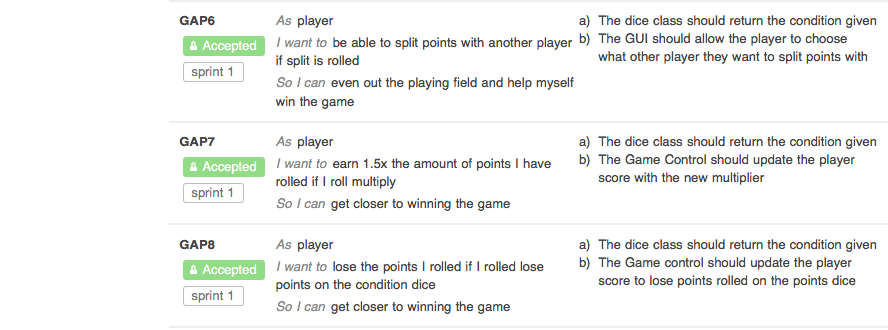 GAP6
Accepted
sprint 1
As player
I want to be able to split points with another player
if split is rolled
So I can even out the playing field and help myself
win the game
a) The dice class should return the condition given
b) The GUI should allow the player to choose
what other player they want to split points with
GAP7
Accepted
sprint 1
As player
I want to earn 1.5x the amount of points I have
rolled if I roll multiply
So I can get closer to winning the game
a) The dice class should return the condition given
b) The Game Control should update the player
score with the new multiplier
GAP8
Accepted
sprint 1
As player
I want to lose the points I rolled if I rolled lose
points on the condition dice
So I can get closer to winning the game
a) The dice class should return the condition given
b) The Game control should update the player
score to lose points rolled on the points dice